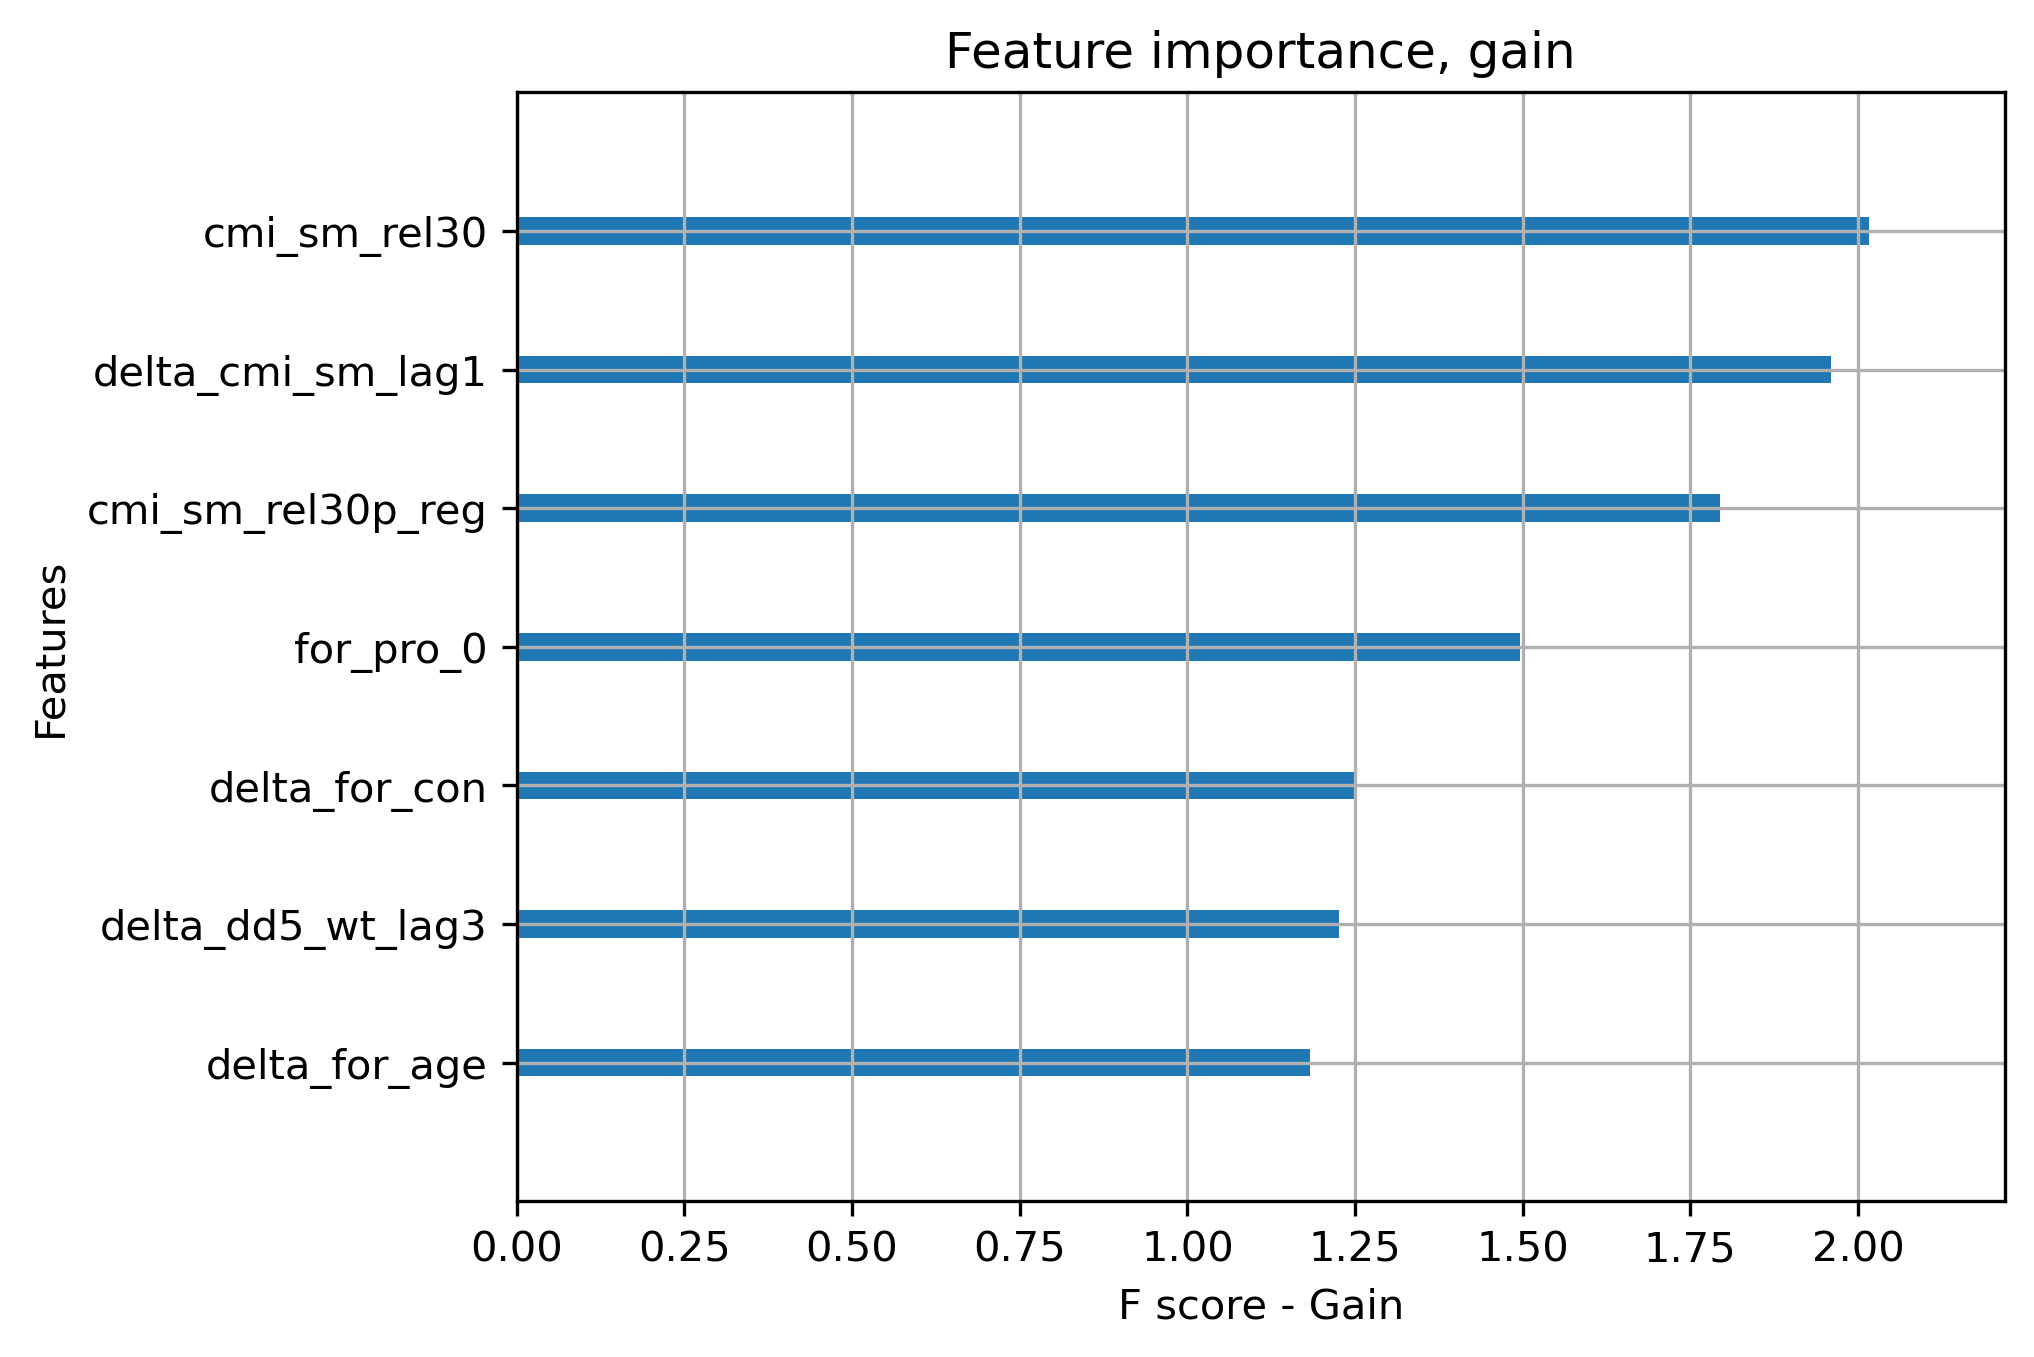 Feature importance, gain
cmi_sm_rel30
delta_cmi_sm_lag1
cmi_sm_rel30p_reg
for_pro_0
delta_for_con
delta_dd5_wt_lag3
delta_for_age
Features
0.00 0.25 0.50 0.75 1.00 1.25 1.50 1.75 2.00
F score - Gain